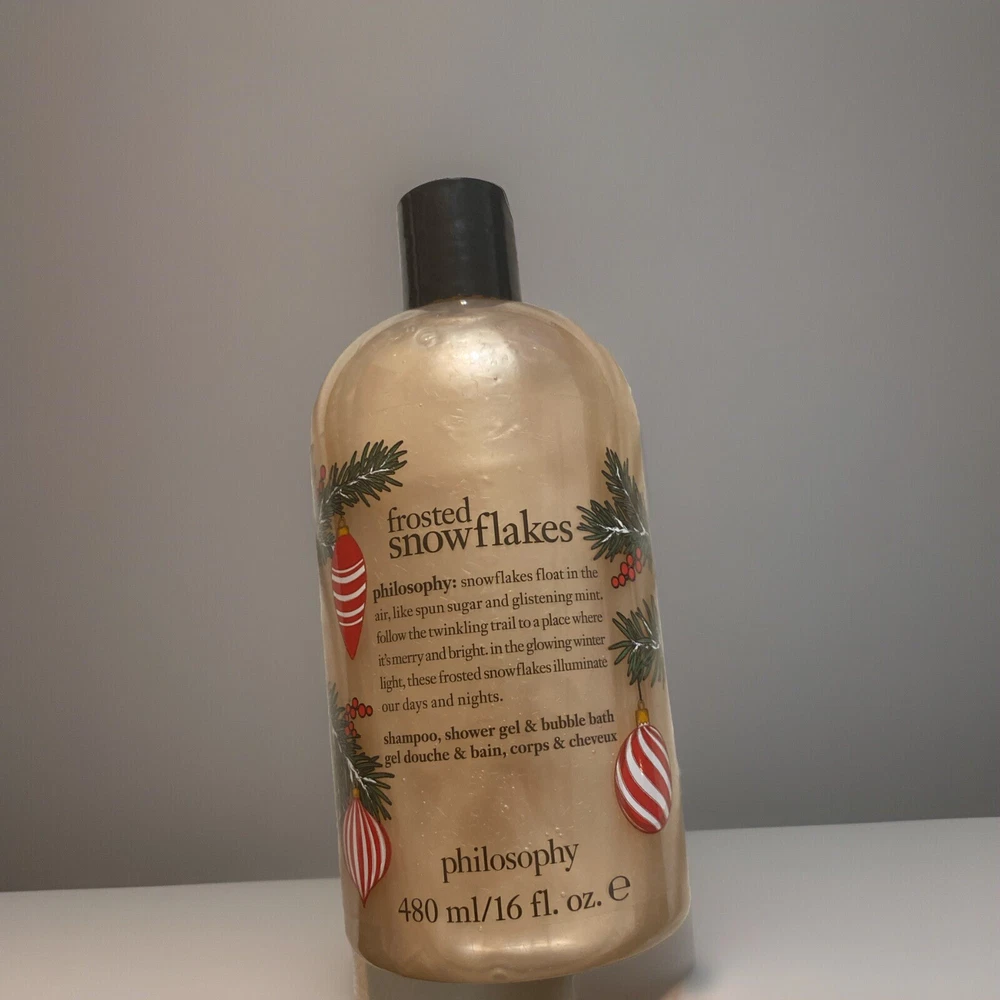 frosted
snowflakes
philosophy: snowflakes float in the
air, like spun sugar and glistening mint.
follow the twinkling trail to a place where
it's merry and bright. in the glowing winter
light, these frosted snowflakes illuminate
our days and nights.
shampoo, shower gel & bubble bath
gel douche & bain, corps & cheveux
philosophy
480 ml/16 fl. oz. ℮